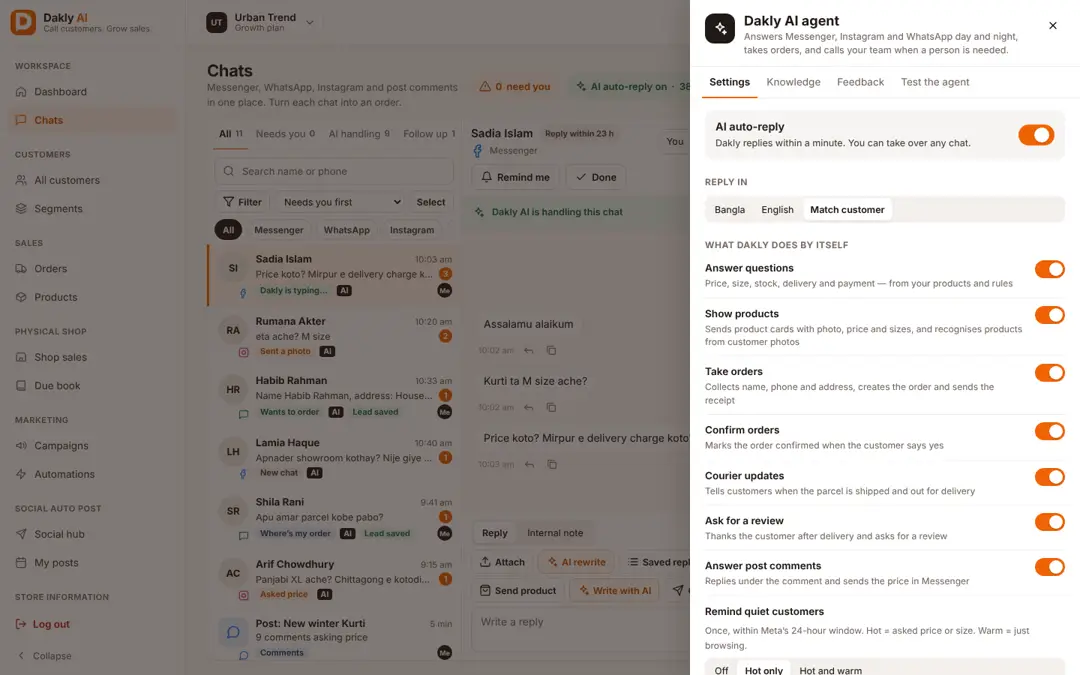 Dakly AI
Call customers. Grow sales.
WORKSPACE
Dashboard
Chats
CUSTOMERS
All customers
Segments
SALES
Orders
Products
PHYSICAL SHOP
Shop sales
Due book
MARKETING
Campaigns
Automations
SOCIAL AUTO POST
Social hub
My posts
STORE INFORMATION
Log out
Collapse
UT
Urban Trend
Growth plan
Chats
Messenger, WhatsApp, Instagram and post comments
in one place. Turn each chat into an order.
0 need you
AI auto-reply on · 38
All 11
Needs you 0
AI handling 8
Follow up 1
Search name or phone
Filter
Needs you first
Select
All
Messenger
WhatsApp
Instagram
SI
Sadia Islam
10:03 am
Price koto? Mirpur e delivery charge k...
3
Dakly is typing...
AI
Me
RA
Rumana Akter
10:20 am
eta ache? M size
2
Sent a photo
AI
HR
Habib Rahman
10:33 am
Name Habib Rahman, address: House...
1
Wants to order
AI
Lead saved
Me
LH
Lamia Haque
10:40 am
Apnader showroom kothay? Nije giye ...
1
New chat
AI
SR
Shila Rani
9:41 am
Apu amar parcel kobe pabo?
1
Where's my order
AI
Lead saved
Me
AC
Arif Chowdhury
9:15 am
Panjabi XL ache? Chittagong e kotodi...
1
Asked price
AI
Post: New winter Kurti
5 min
9 comments asking price
Comments
Me
Sadia Islam
Reply within 23 h
Messenger
You
Remind me
Done
Dakly AI is handling this chat
Assalamu alaikum
10:02 am
Kurti ta M size ache?
10:02 am
Price koto? Mirpur e delivery charge koto
10:03 am
Reply
Internal note
Attach
AI rewrite
Saved repl
Send product
Write with AI
Write a reply
Dakly AI agent
Answers Messenger, Instagram and WhatsApp day and night,
takes orders, and calls your team when a person is needed.
Settings
Knowledge
Feedback
Test the agent
AI auto-reply
Dakly replies within a minute. You can take over any chat.
REPLY IN
Bangla
English
Match customer
WHAT DAKLY DOES BY ITSELF
Answer questions
Price, size, stock, delivery and payment — from your products and rules
Show products
Sends product cards with photo, price and sizes, and recognises products
from customer photos
Take orders
Collects name, phone and address, creates the order and sends the
receipt
Confirm orders
Marks the order confirmed when the customer says yes
Courier updates
Tells customers when the parcel is shipped and out for delivery
Ask for a review
Thanks the customer after delivery and asks for a review
Answer post comments
Replies under the comment and sends the price in Messenger
Remind quiet customers
Once, within Meta's 24-hour window. Hot = asked price or size. Warm = just
browsing.
Off
Hot only
Hot and warm